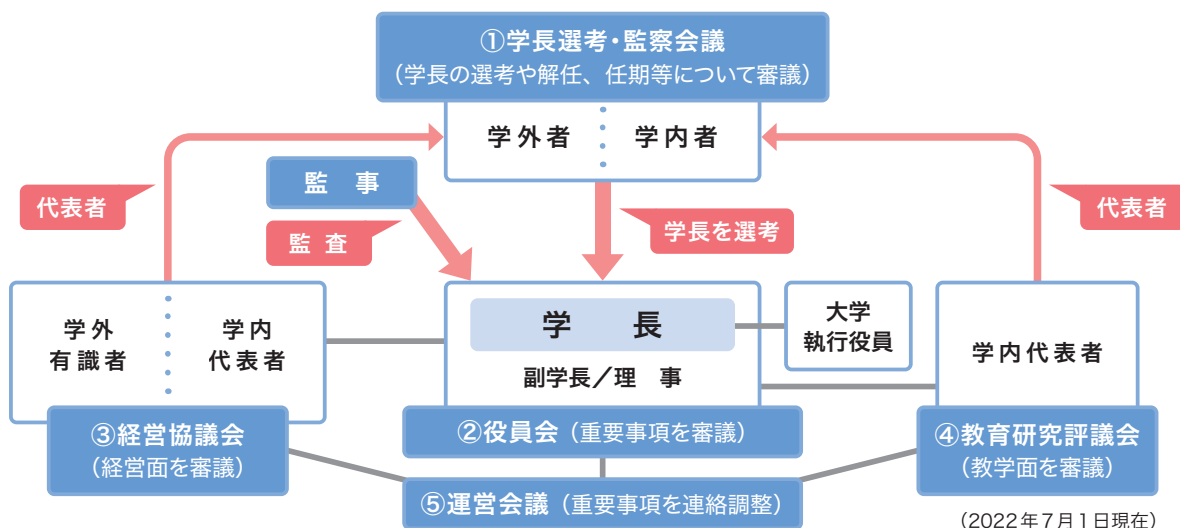 ①学長選考・監察会議
（学長の選考や解任、任期等について審議）
学外者
学内者
監　事
代表者
監 査
学長を選考
代表者
学外
有識者
学内
代表者
学　長
副学長／理　事
大学
執行役員
学内代表者
③経営協議会
（経営面を審議）
②役員会（重要事項を審議）
④教育研究評議会
（教学面を審議）
⑤運営会議（重要事項を連絡調整）
（2022年7月1日現在）